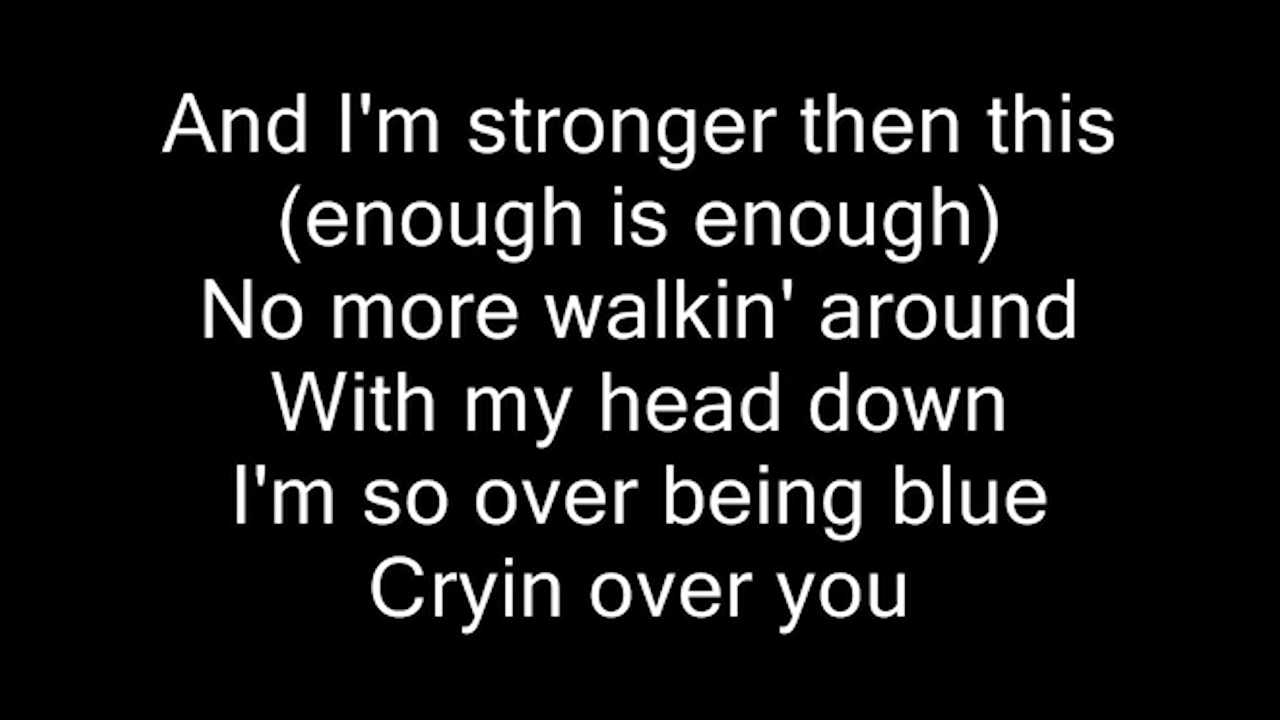 And I'm stronger then this
(enough is enough)
No more walkin' around
With my head down
I'm so over being blue
Cryin over you